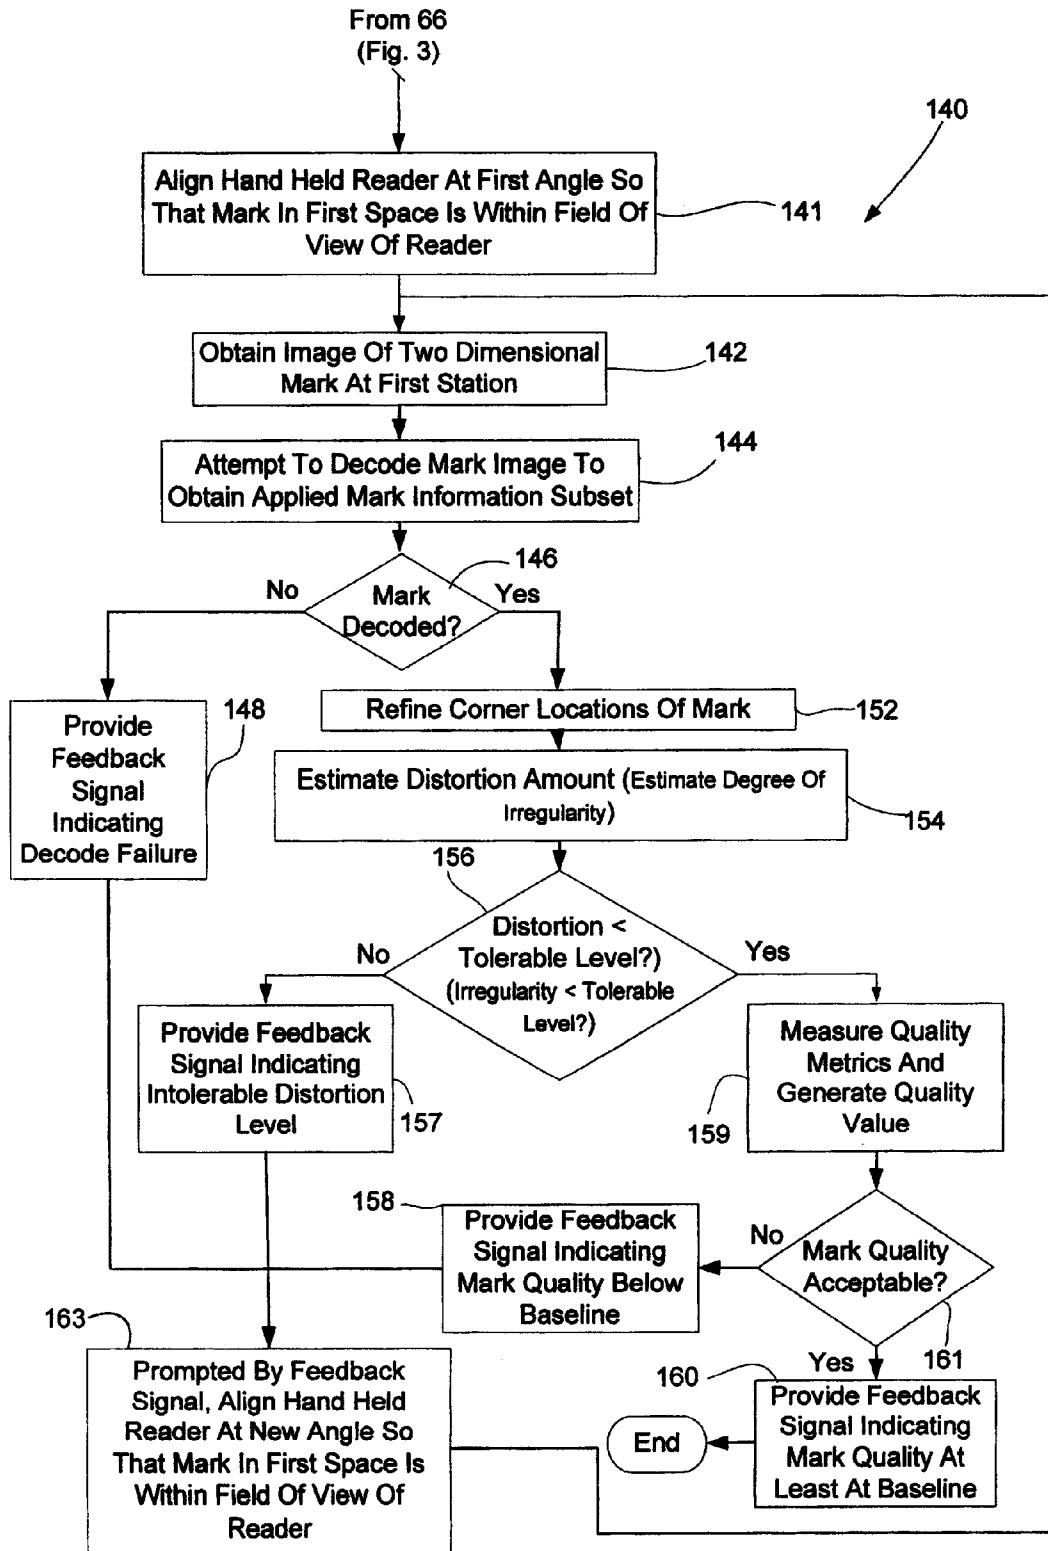 From 66
(Fig. 3)
140
Align Hand Held Reader At First Angle So
That Mark In First Space Is Within Field Of
View Of Reader
141
Obtain Image Of Two Dimensional
Mark At First Station
142
Attempt To Decode Mark Image To
Obtain Applied Mark Information Subset
144
146
No
Yes
Mark
Decoded?
148
Provide
Feedback
Signal
Indicating
Decode Failure
Refine Corner Locations Of Mark
152
Estimate Distortion Amount (Estimate Degree Of
Irregularity)
154
156
Distortion <
Tolerable Level?)
(Irregularity < Tolerable
Level?)
No
Yes
Provide Feedback
Signal Indicating
Intolerable Distortion
Level
157
Measure Quality
Metrics And
Generate Quality
Value
159
158
Provide Feedback
Signal Indicating
Mark Quality Below
Baseline
No
Mark Quality
Acceptable?
161
Yes
163
Prompted By Feedback
Signal, Align Hand Held
Reader At New Angle So
That Mark In First Space Is
Within Field Of View Of
Reader
160
Provide Feedback
Signal Indicating
Mark Quality At
Least At Baseline
End